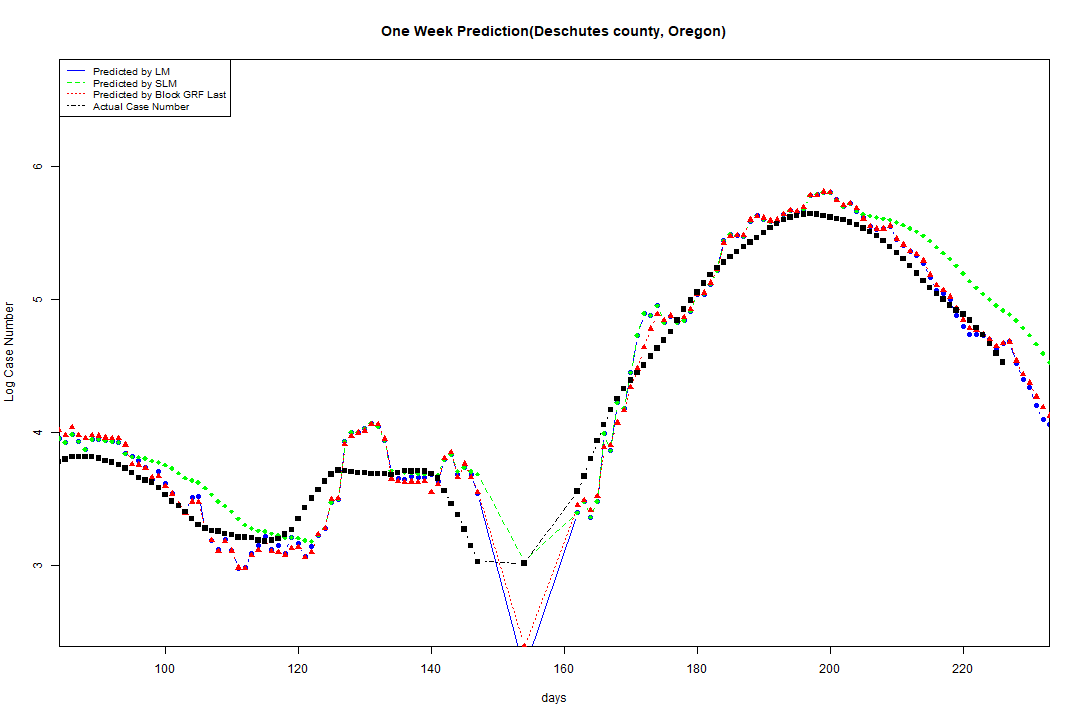 One Week Prediction(Deschutes county, Oregon)
Predicted by LM
Predicted by SLM
Predicted by Block GRF Last
Actual Case Number
6
5
4
3
Log Case Number
100 120 140 160 180 200 220
days